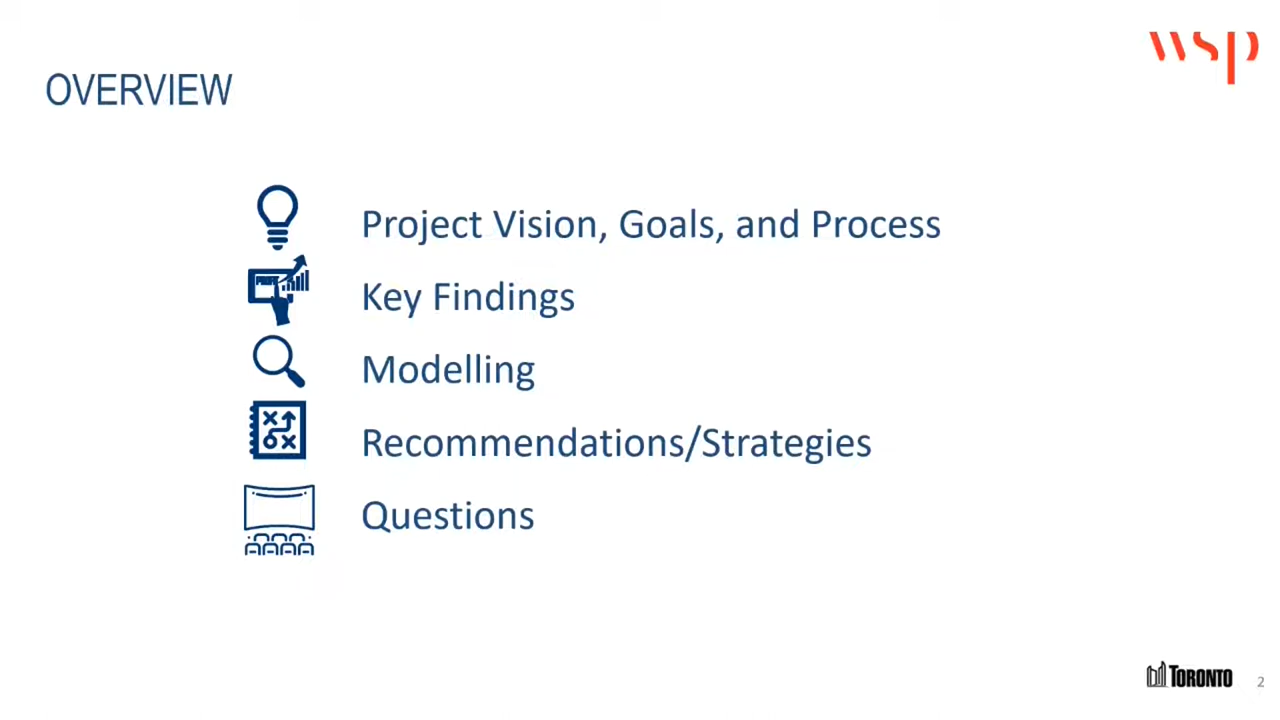 wsp
OVERVIEW
Project Vision, Goals, and Process
Key Findings
Modelling
Recommendations/Strategies
Questions
TORONTO
2